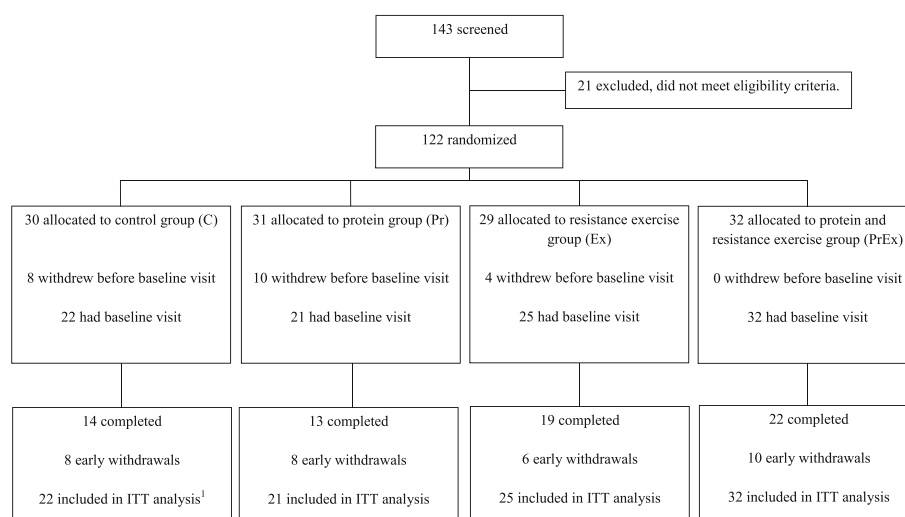 143 screened
21 excluded, did not meet eligibility criteria.
122 randomized
30 allocated to control group (C)
8 withdrew before baseline visit
22 had baseline visit
31 allocated to protein group (Pr)
10 withdrew before baseline visit
21 had baseline visit
29 allocated to resistance exercise
group (Ex)
4 withdrew before baseline visit
25 had baseline visit
32 allocated to protein and
resistance exercise group (PrEx)
0 withdrew before baseline visit
32 had baseline visit
14 completed
8 early withdrawals
22 included in ITT analysis¹
13 completed
8 early withdrawals
21 included in ITT analysis
19 completed
6 early withdrawals
25 included in ITT analysis
22 completed
10 early withdrawals
32 included in ITT analysis